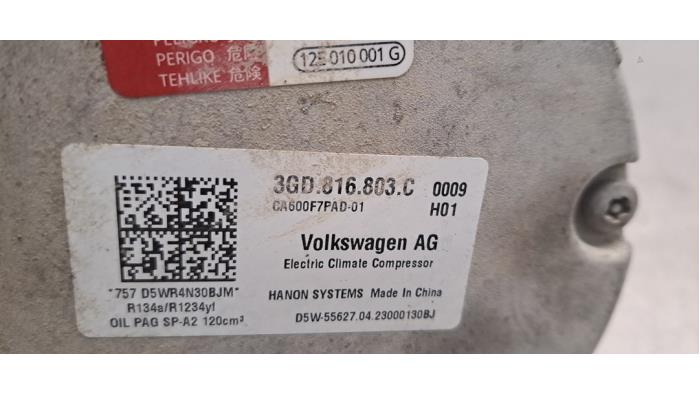 PERIGO 危险
TEHLIKE 危険
12E 010 001 G
3GD.816.803.C 0009
CA600F7PAD-01 H01
Volkswagen AG
Electric Climate Compressor
*757 D5WR4N30BJM*
HANON SYSTEMS Made In China
R134a/R1234yf
OIL PAG SP-A2 120cm³
D5W-55627.04.23000130BJ